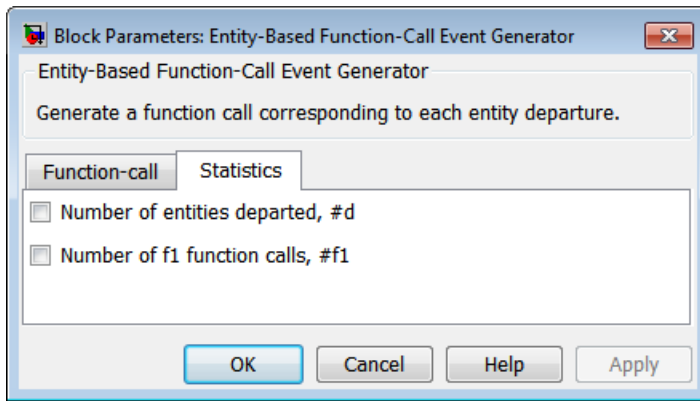 Block Parameters: Entity-Based Function-Call Event Generator
Entity-Based Function-Call Event Generator
Generate a function call corresponding to each entity departure.
Function-call Statistics
Number of entities departed, #d
Number of f1 function calls, #f1
OK Cancel Help Apply